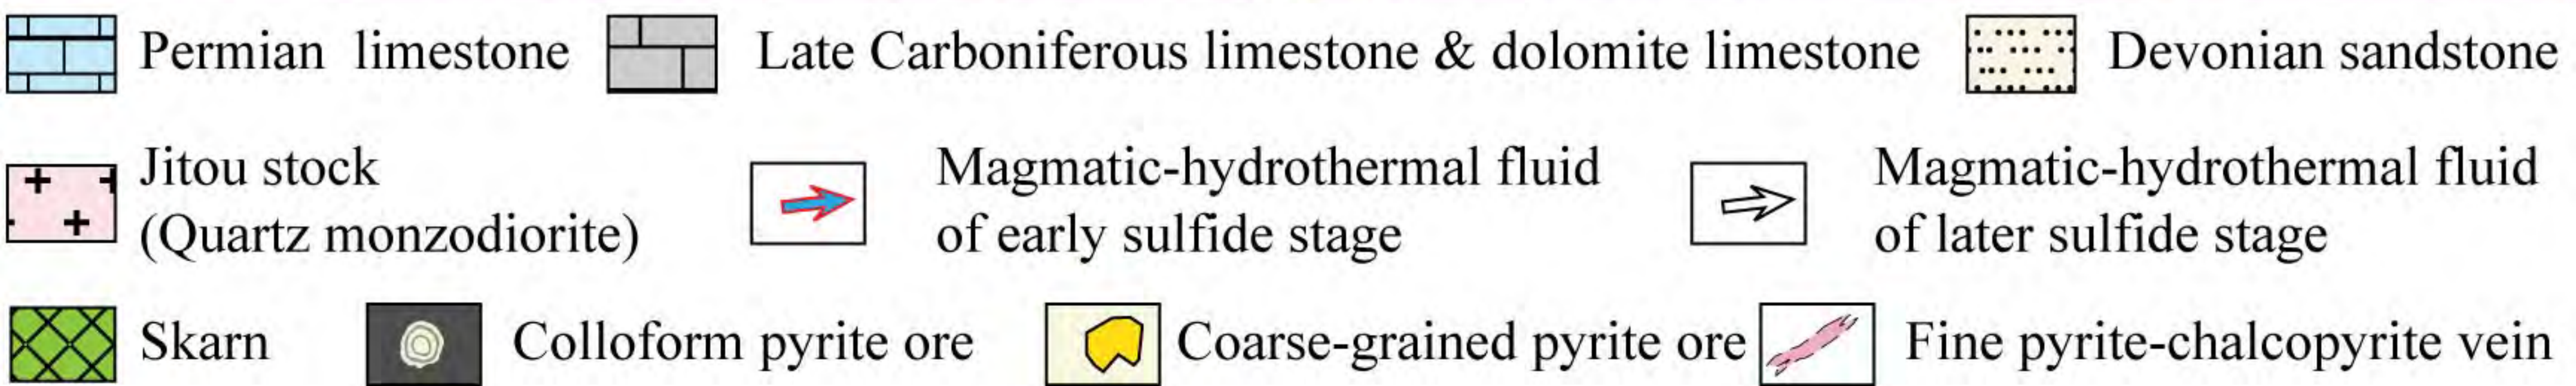 Permian limestone
Late Carboniferous limestone & dolomite limestone
Devonian sandstone
Jitou stock
(Quartz monzodiorite)
Magmatic-hydrothermal fluid
of early sulfide stage
Magmatic-hydrothermal fluid
of later sulfide stage
Skarn
Colloform pyrite ore
Coarse-grained pyrite ore
Fine pyrite-chalcopyrite vein